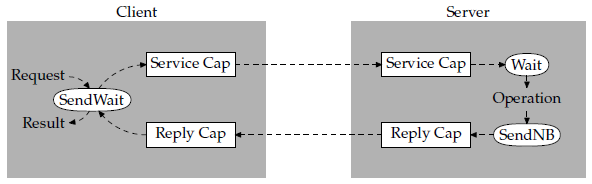 Client
Server
Request
Service Cap
Service Cap
Wait
SendWait
Operation
Result
Reply Cap
Reply Cap
SendNB